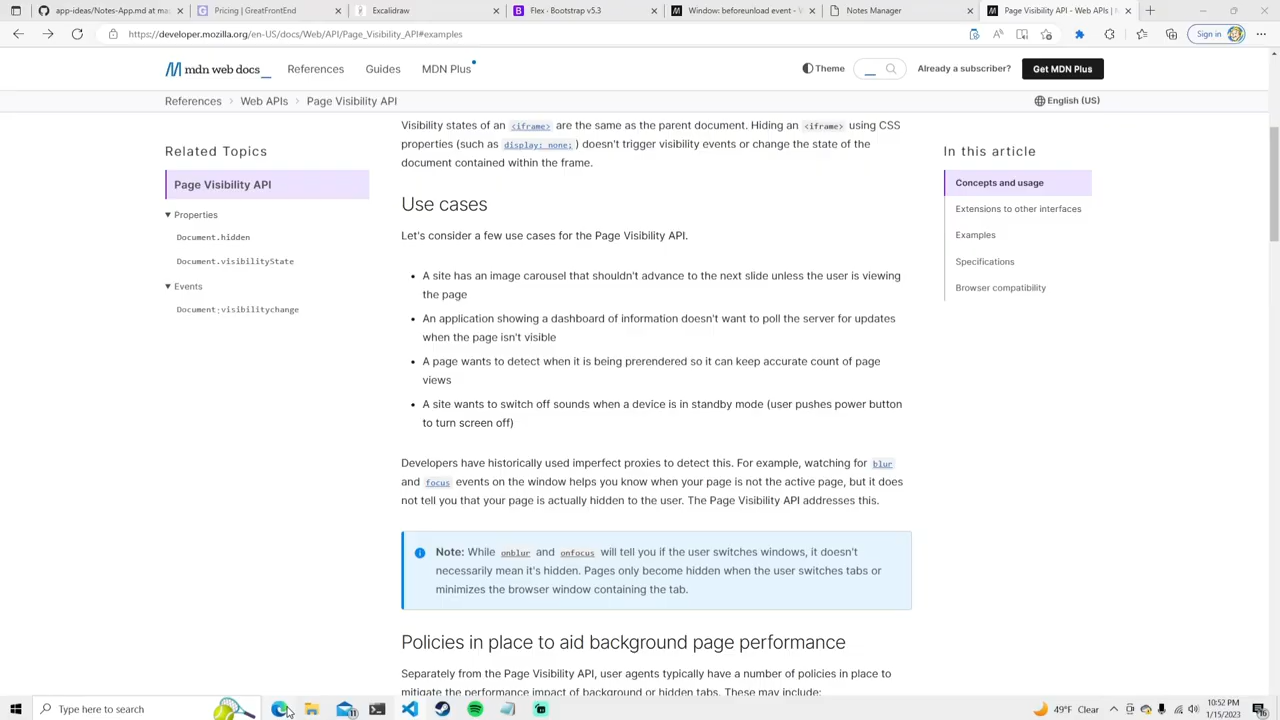 app-ideas/Notes-App.md at mas
Pricing | GreatFrontEnd
Excalidraw
Flex · Bootstrap v5.3
Window: beforeunload event - W
Notes Manager
Page Visibility API - Web APIs | M
https://developer.mozilla.org/en-US/docs/Web/API/Page_Visibility_API#examples
Sign in
mdn web docs
References
Guides
MDN Plus
Theme
Already a subscriber?
Get MDN Plus
References > Web APIs > Page Visibility API
English (US)
Related Topics
Page Visibility API
Properties
Document.hidden
Document.visibilityState
Events
Document:visibilitychange
Visibility states of an <iframe> are the same as the parent document. Hiding an <iframe> using CSS
properties (such as display: none;) doesn't trigger visibility events or change the state of the
document contained within the frame.
Use cases
Let's consider a few use cases for the Page Visibility API.
• A site has an image carousel that shouldn't advance to the next slide unless the user is viewing
the page
• An application showing a dashboard of information doesn't want to poll the server for updates
when the page isn't visible
• A page wants to detect when it is being prerendered so it can keep accurate count of page
views
• A site wants to switch off sounds when a device is in standby mode (user pushes power button
to turn screen off)
Developers have historically used imperfect proxies to detect this. For example, watching for blur
and focus events on the window helps you know when your page is not the active page, but it does
not tell you that your page is actually hidden to the user. The Page Visibility API addresses this.
Note: While onblur and onfocus will tell you if the user switches windows, it doesn't
necessarily mean it's hidden. Pages only become hidden when the user switches tabs or
minimizes the browser window containing the tab.
Policies in place to aid background page performance
Separately from the Page Visibility API, user agents typically have a number of policies in place to
mitigate the performance impact of background or hidden tabs. These may include:
In this article
Concepts and usage
Extensions to other interfaces
Examples
Specifications
Browser compatibility
Type here to search
49°F Clear
10:52 PM
1/15/2023